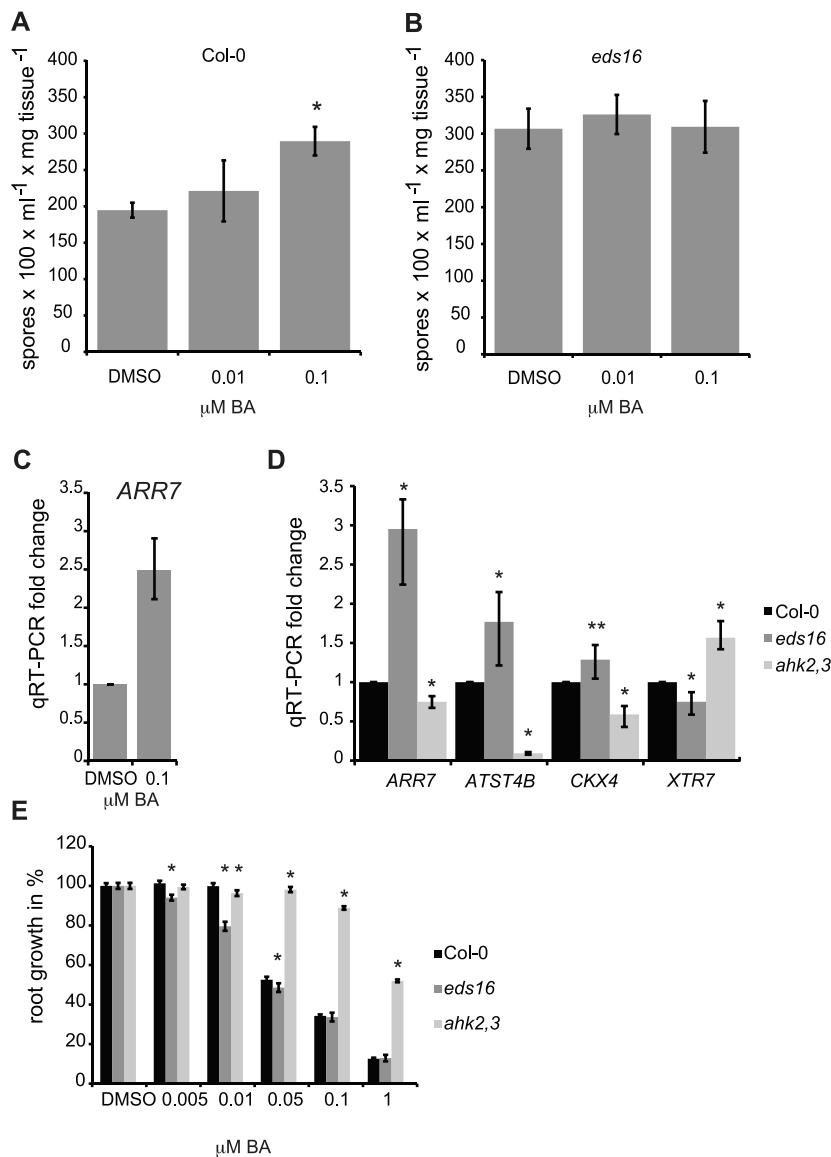 A
Col-0
spores x 100 x ml⁻¹ x mg tissue⁻¹
400
350
300
250
200
150
100
50
0
*
DMSO 0.01 0.1
μM BA
B
eds16
spores x 100 x ml⁻¹ x mg tissue⁻¹
400
350
300
250
200
150
100
50
0
DMSO 0.01 0.1
μM BA
C
ARR7
qRT-PCR fold change
3.5
3
2.5
2
1.5
1
0.5
0
DMSO 0.1
μM BA
D
qRT-PCR fold change
3.5
3
2.5
2
1.5
1
0.5
0
* * * * ** * * *
ARR7 ATST4B CKX4 XTR7
Col-0
eds16
ahk2,3
E
root growth in %
120
100
80
60
40
20
0
* * * * * * *
DMSO 0.005 0.01 0.05 0.1 1
μM BA
Col-0
eds16
ahk2,3